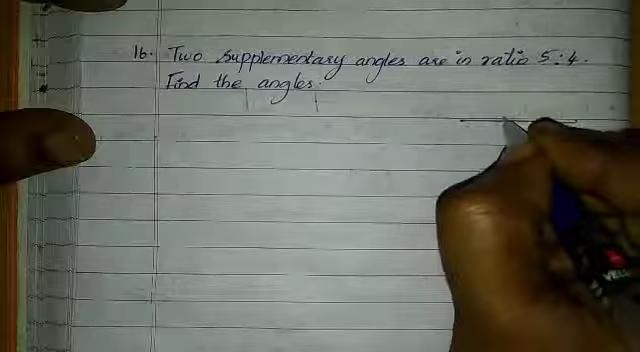 16. Two supplementary angles are in ratio 5:4.
Find the angles.